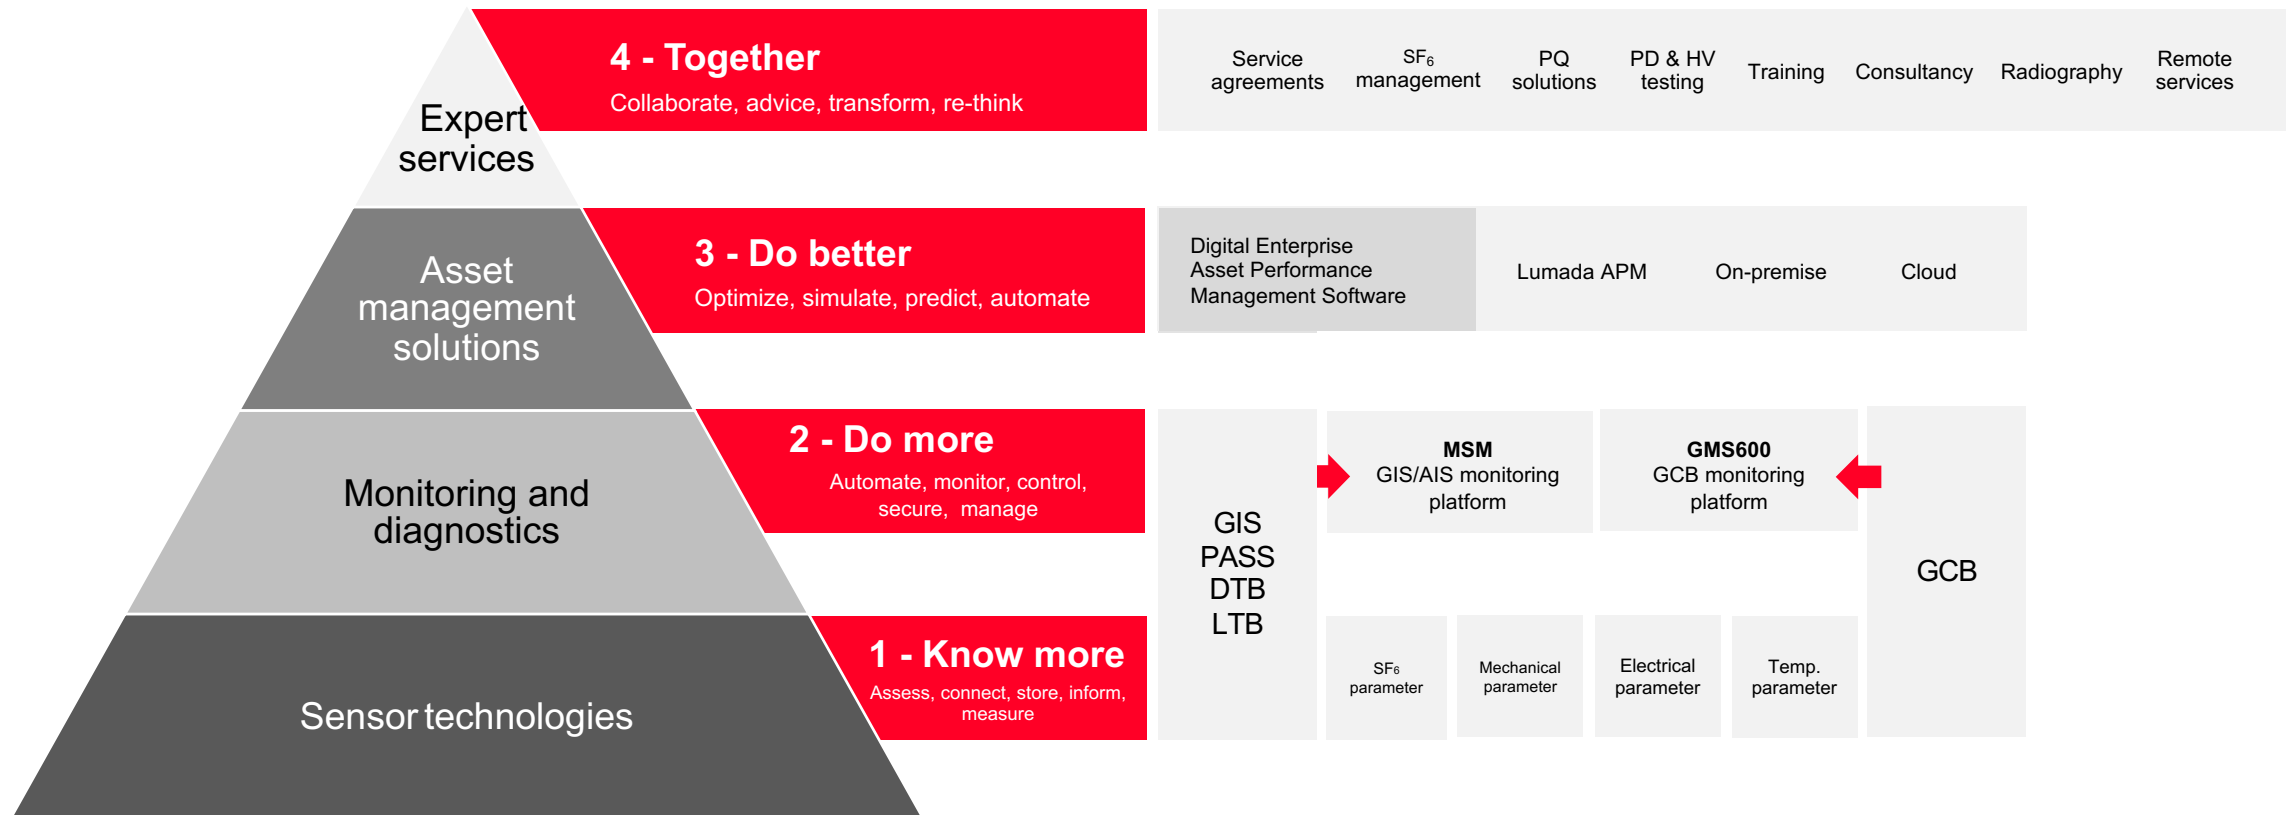 4 - Together
Collaborate, advice, transform, re-think
Expert
services
Service
agreements
SF₆
management
PQ
solutions
PD & HV
testing
Training
Consultancy
Radiography
Remote
services
3 - Do better
Optimize, simulate, predict, automate
Asset
management
solutions
Digital Enterprise
Asset Performance
Management Software
Lumada APM
On-premise
Cloud
2 - Do more
Automate, monitor, control,
secure, manage
Monitoring and
diagnostics
GIS
PASS
DTB
LTB
MSM
GIS/AIS monitoring
platform
GMS600
GCB monitoring
platform
GCB
1 - Know more
Assess, connect, store, inform,
measure
Sensor technologies
SF₆
parameter
Mechanical
parameter
Electrical
parameter
Temp.
parameter